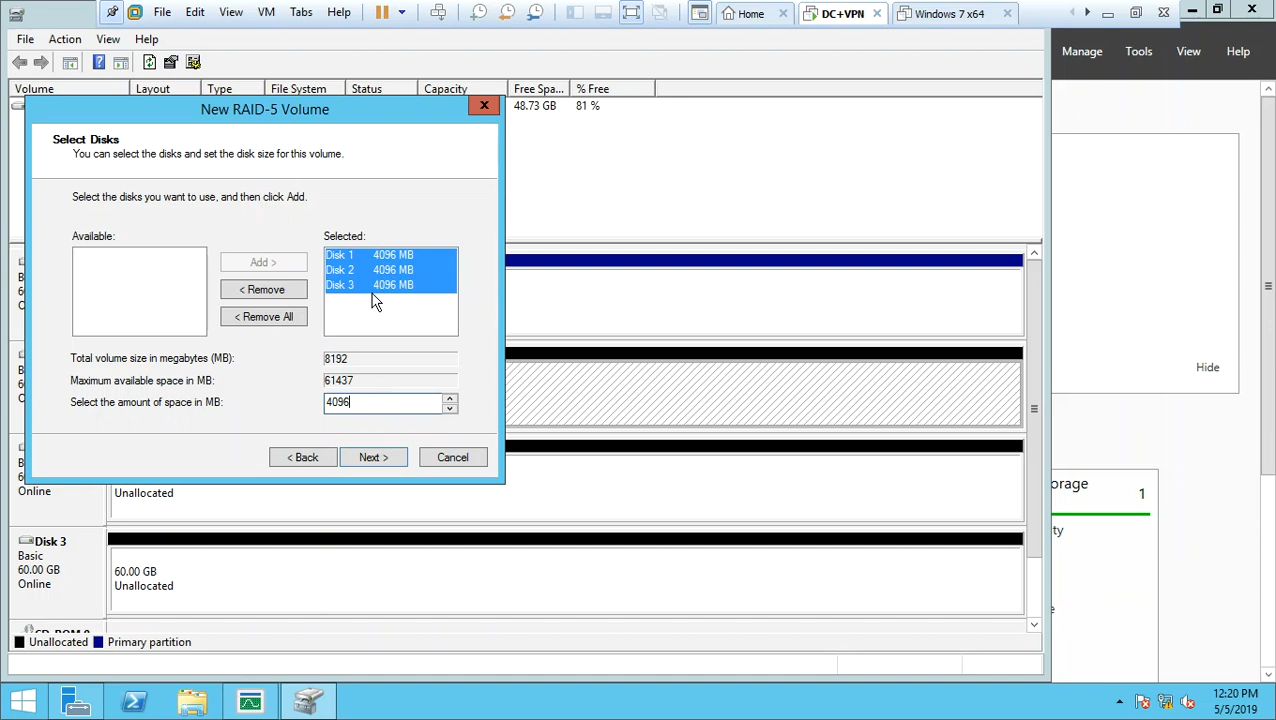 File Edit View VM Tabs Help Home DC+VPN Windows 7 x64
File Action View Help
Manage Tools View Help
Volume Layout Type File System Status Capacity Free Spa... % Free
48.73 GB 81 %
New RAID-5 Volume
Select Disks
You can select the disks and set the disk size for this volume.
Select the disks you want to use, and then click Add.
Available:
Selected:
Add >
< Remove
< Remove All
Disk 1 4096 MB
Disk 2 4096 MB
Disk 3 4096 MB
Total volume size in megabytes (MB): 8192
Maximum available space in MB: 61437
Select the amount of space in MB: 4096
< Back Next > Cancel
Hide
Online
Unallocated
Disk 3
Basic
60.00 GB
Online
60.00 GB
Unallocated
orage
1
ty
Unallocated Primary partition
12:20 PM
5/5/2019